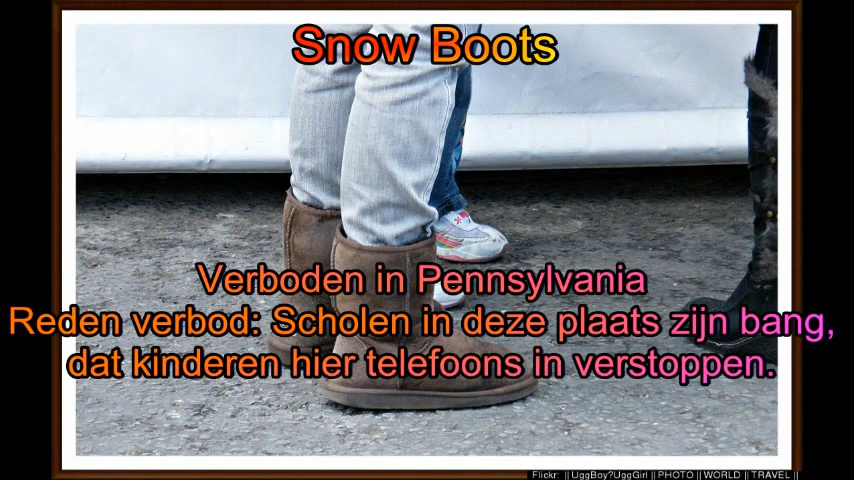 Snow Boots
Verboden in Pennsylvania
Reden verbod: Scholen in deze plaats zijn bang,
dat kinderen hier telefoons in verstoppen.
Flickr: || UggBoy?UggGirl || PHOTO || WORLD || TRAVEL ||